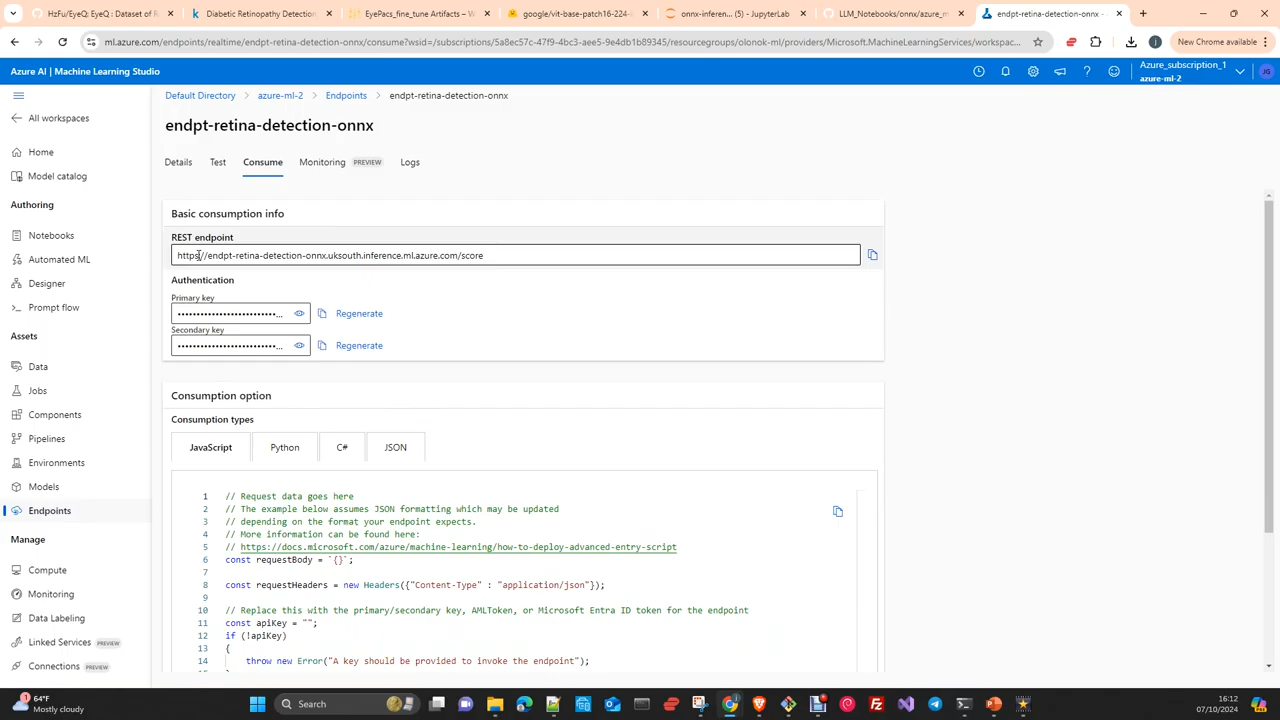 HzFu/EyeQ: EyeQ : Dataset of R
Diabetic Retinopathy Detection
EyePacs_fine_tune Artifacts – W
google/vit-base-patch16-224-i
onnx-inferen... (5) - JupyterLab
LLM_Notebooks/onnx/azure_m
endpt-retina-detection-onnx -
ml.azure.com/endpoints/realtime/endpt-retina-detection-onnx/consume?wsid=/subscriptions/5a8ec57c-47f9-4bc3-aee5-9e4db1b89345/resourcegroups/olonok-ml/providers/Microsoft.MachineLearningServices/workspac...
New Chrome available
Azure AI | Machine Learning Studio
Azure_subscription_1
azure-ml-2
JG
All workspaces
Home
Model catalog
Authoring
Notebooks
Automated ML
Designer
Prompt flow
Assets
Data
Jobs
Components
Pipelines
Environments
Models
Endpoints
Manage
Compute
Monitoring
Data Labeling
Linked Services PREVIEW
Connections PREVIEW
Default Directory > azure-ml-2 > Endpoints > endpt-retina-detection-onnx
endpt-retina-detection-onnx
Details Test Consume Monitoring PREVIEW Logs
Basic consumption info
REST endpoint
https://endpt-retina-detection-onnx.uksouth.inference.ml.azure.com/score
Authentication
Primary key
Regenerate
Secondary key
Regenerate
Consumption option
Consumption types
JavaScript Python C# JSON
1 // Request data goes here
2 // The example below assumes JSON formatting which may be updated
3 // depending on the format your endpoint expects.
4 // More information can be found here:
5 // https://docs.microsoft.com/azure/machine-learning/how-to-deploy-advanced-entry-script
6 const requestBody = `{}`;
7
8 const requestHeaders = new Headers({"Content-Type" : "application/json"});
9
10 // Replace this with the primary/secondary key, AMLToken, or Microsoft Entra ID token for the endpoint
11 const apiKey = "";
12 if (!apiKey)
13 {
14 throw new Error("A key should be provided to invoke the endpoint");
64°F
Mostly cloudy
Search
16:12
07/10/2024